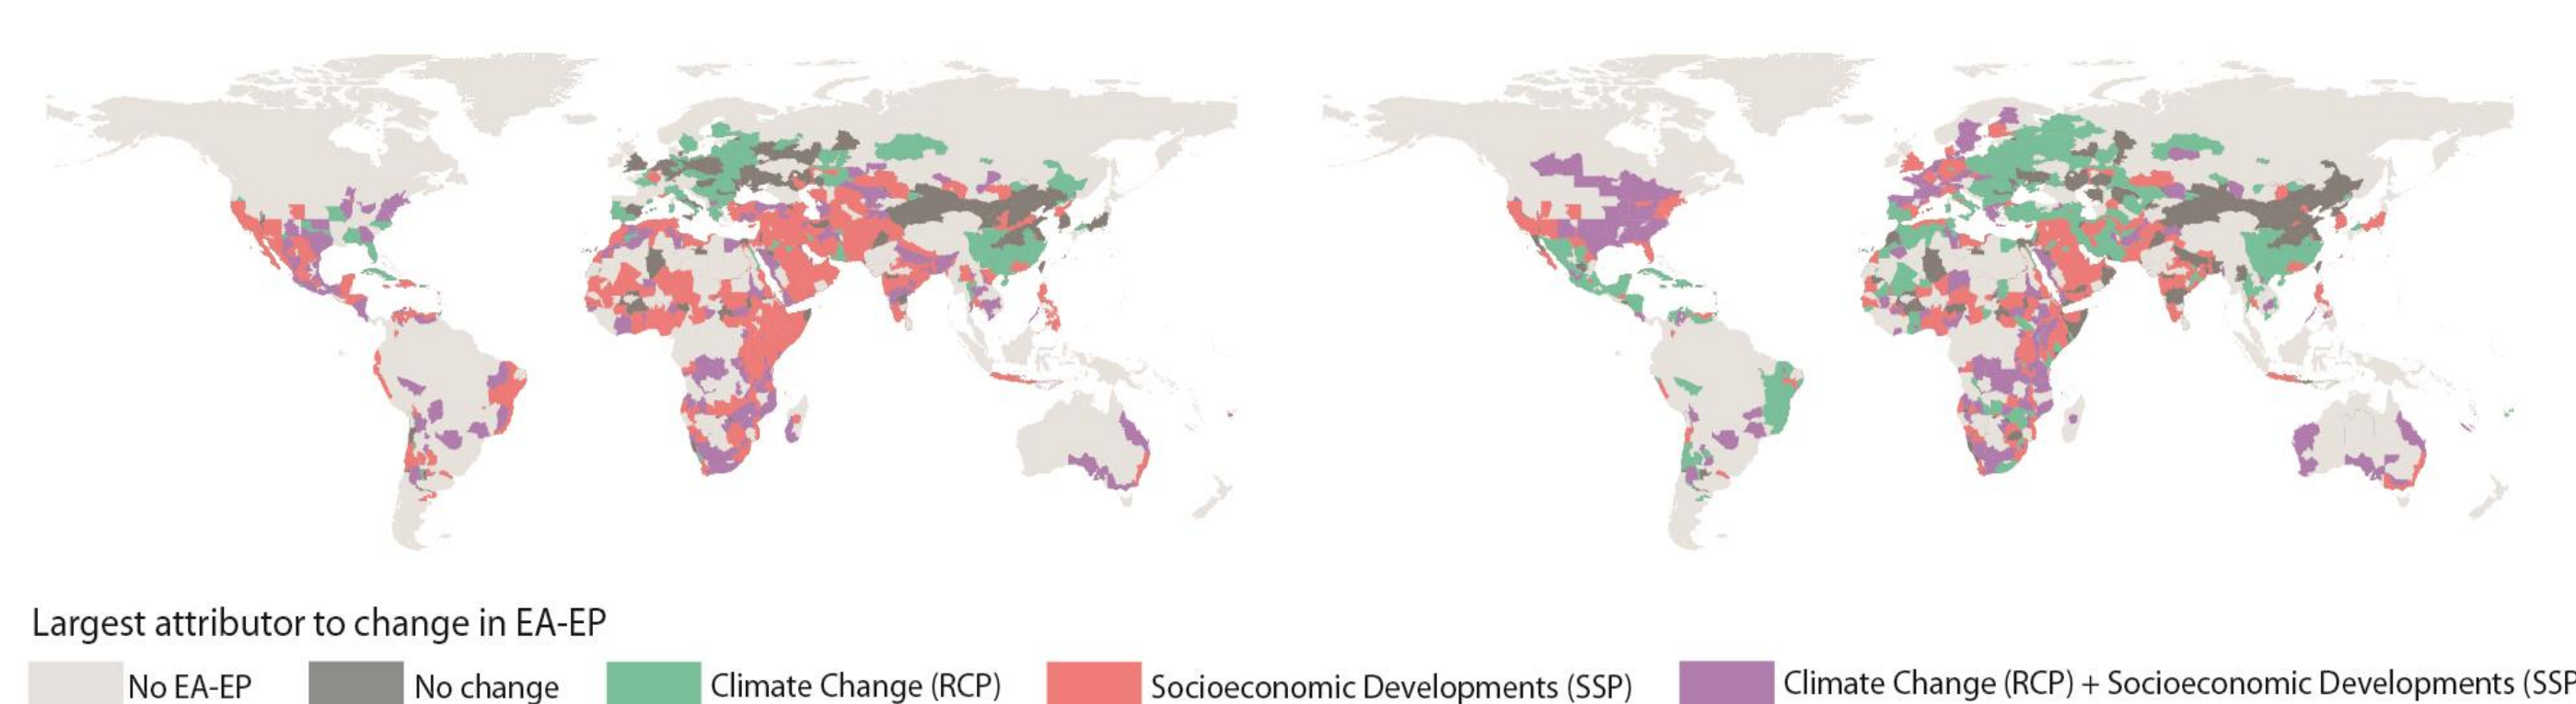 Largest attributor to change in EA-EP
No EA-EP No change Climate Change (RCP) Socioeconomic Developments (SSP) Climate Change (RCP) + Socioeconomic Developments (SSP